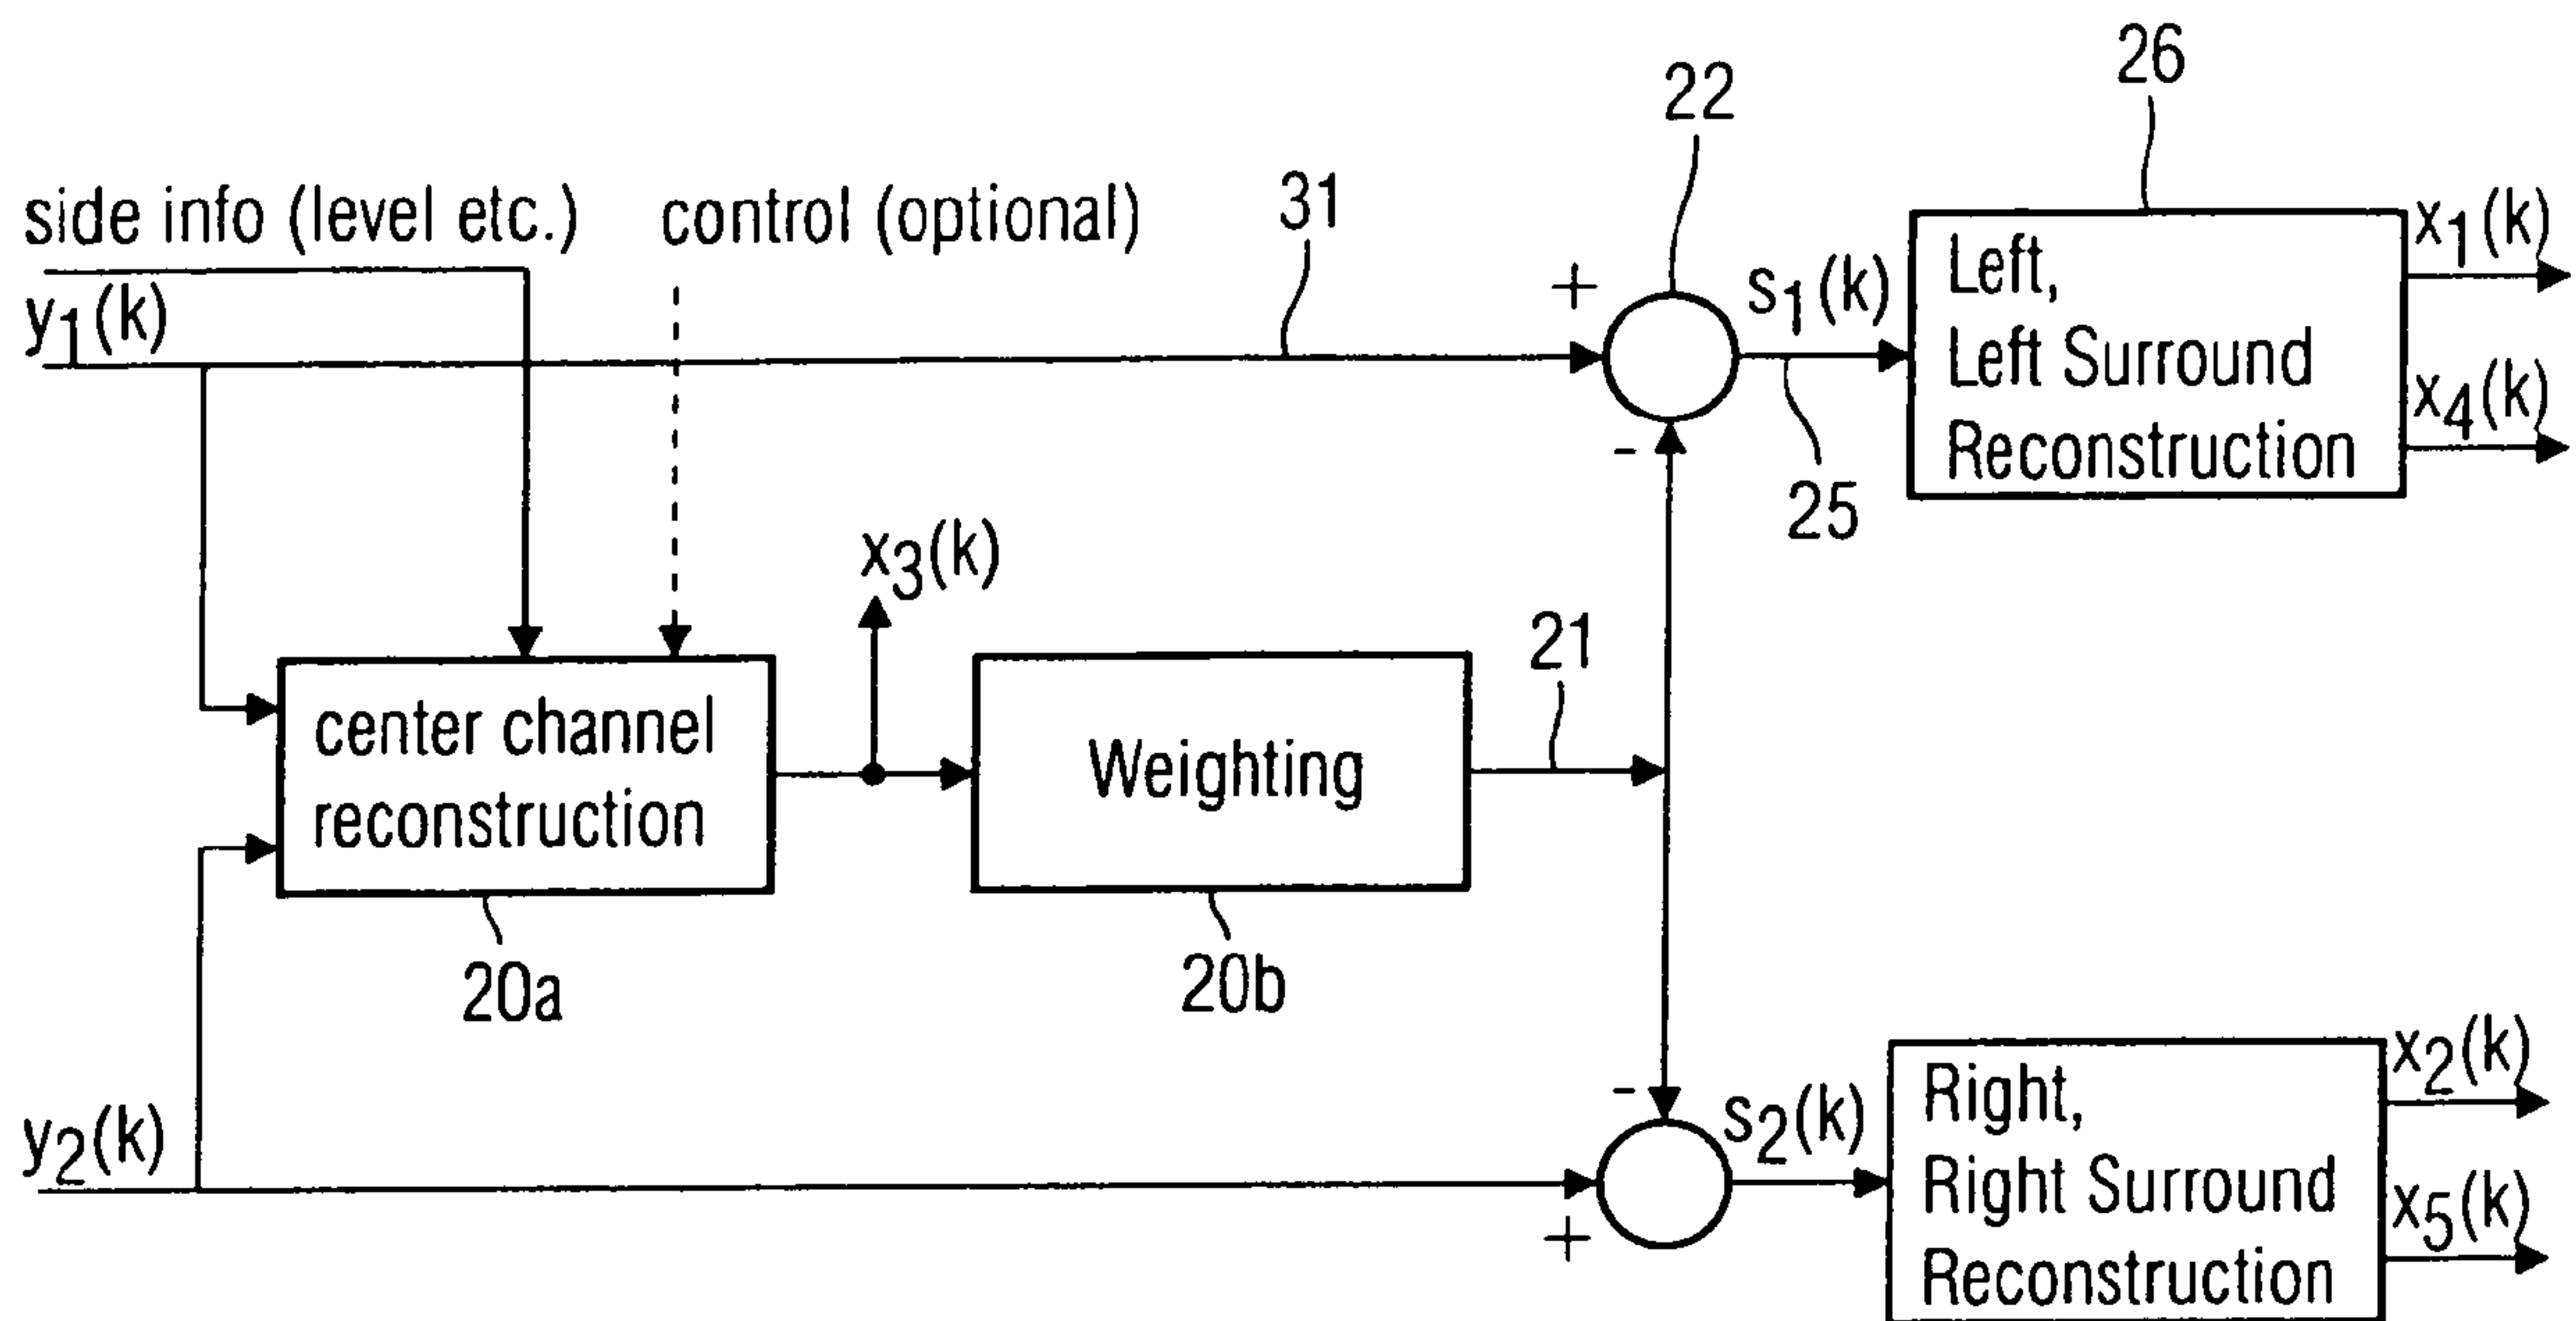 26
22
side info (level etc.) control (optional) 31
x1(k)
y1(k)
+ s1(k)
Left,
Left Surround
Reconstruction
x4(k)
-
25
x3(k)
21
center channel
reconstruction
Weighting
20a
20b
y2(k)
-
s2(k)
+
Right,
Right Surround
Reconstruction
x2(k)
x5(k)